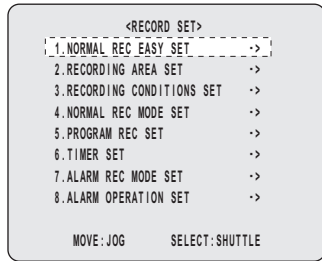 <RECORD SET>
1.NORMAL REC EASY SET ->
2.RECORDING AREA SET ->
3.RECORDING CONDITIONS SET ->
4.NORMAL REC MODE SET ->
5.PROGRAM REC SET ->
6.TIMER SET ->
7.ALARM REC MODE SET ->
8.ALARM OPERATION SET ->
MOVE:JOG SELECT:SHUTTLE